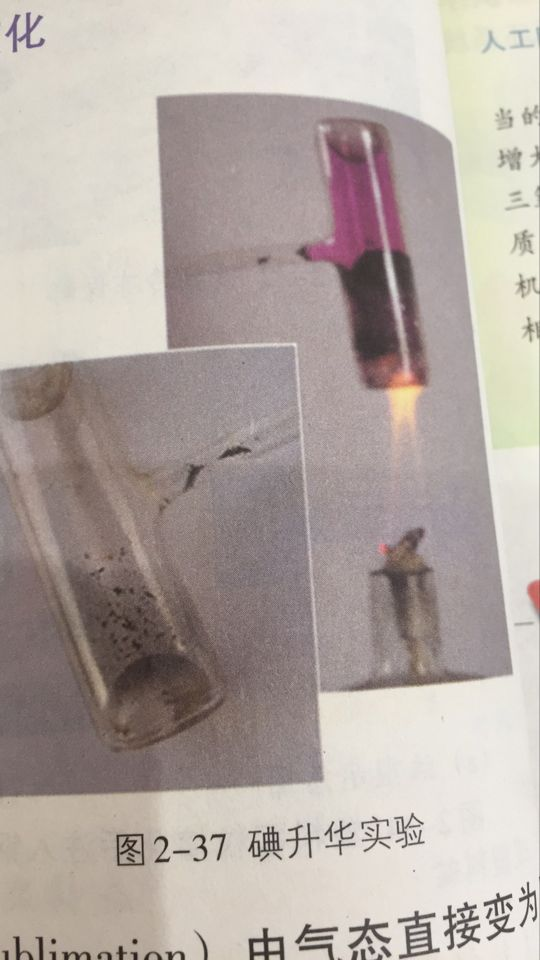 化
人工
当的
增大
三
质
机
图2-37 碘升华实验
ublimation）. 由气态直接变为